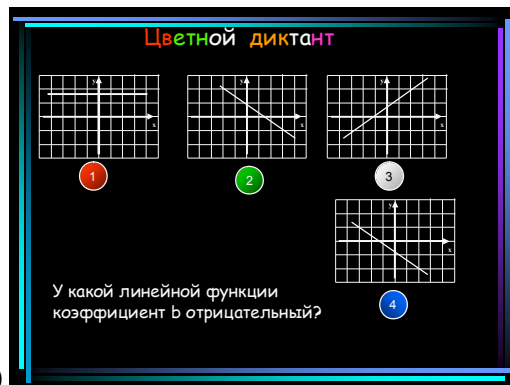 Цветной диктант
y
x
y
x
y
x
1
2
3
y
x
У какой линейной функции
коэффициент b отрицательный?
4
)